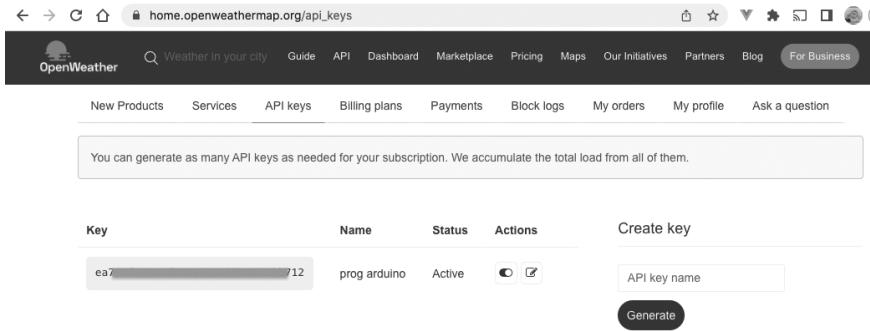 home.openweathermap.org/api_keys
OpenWeather
Weather in your city Guide API Dashboard Marketplace Pricing Maps Our Initiatives Partners Blog For Business
New Products Services API keys Billing plans Payments Block logs My orders My profile Ask a question
You can generate as many API keys as needed for your subscription. We accumulate the total load from all of them.
Key Name Status Actions
Create key
prog arduino Active
API key name
Generate